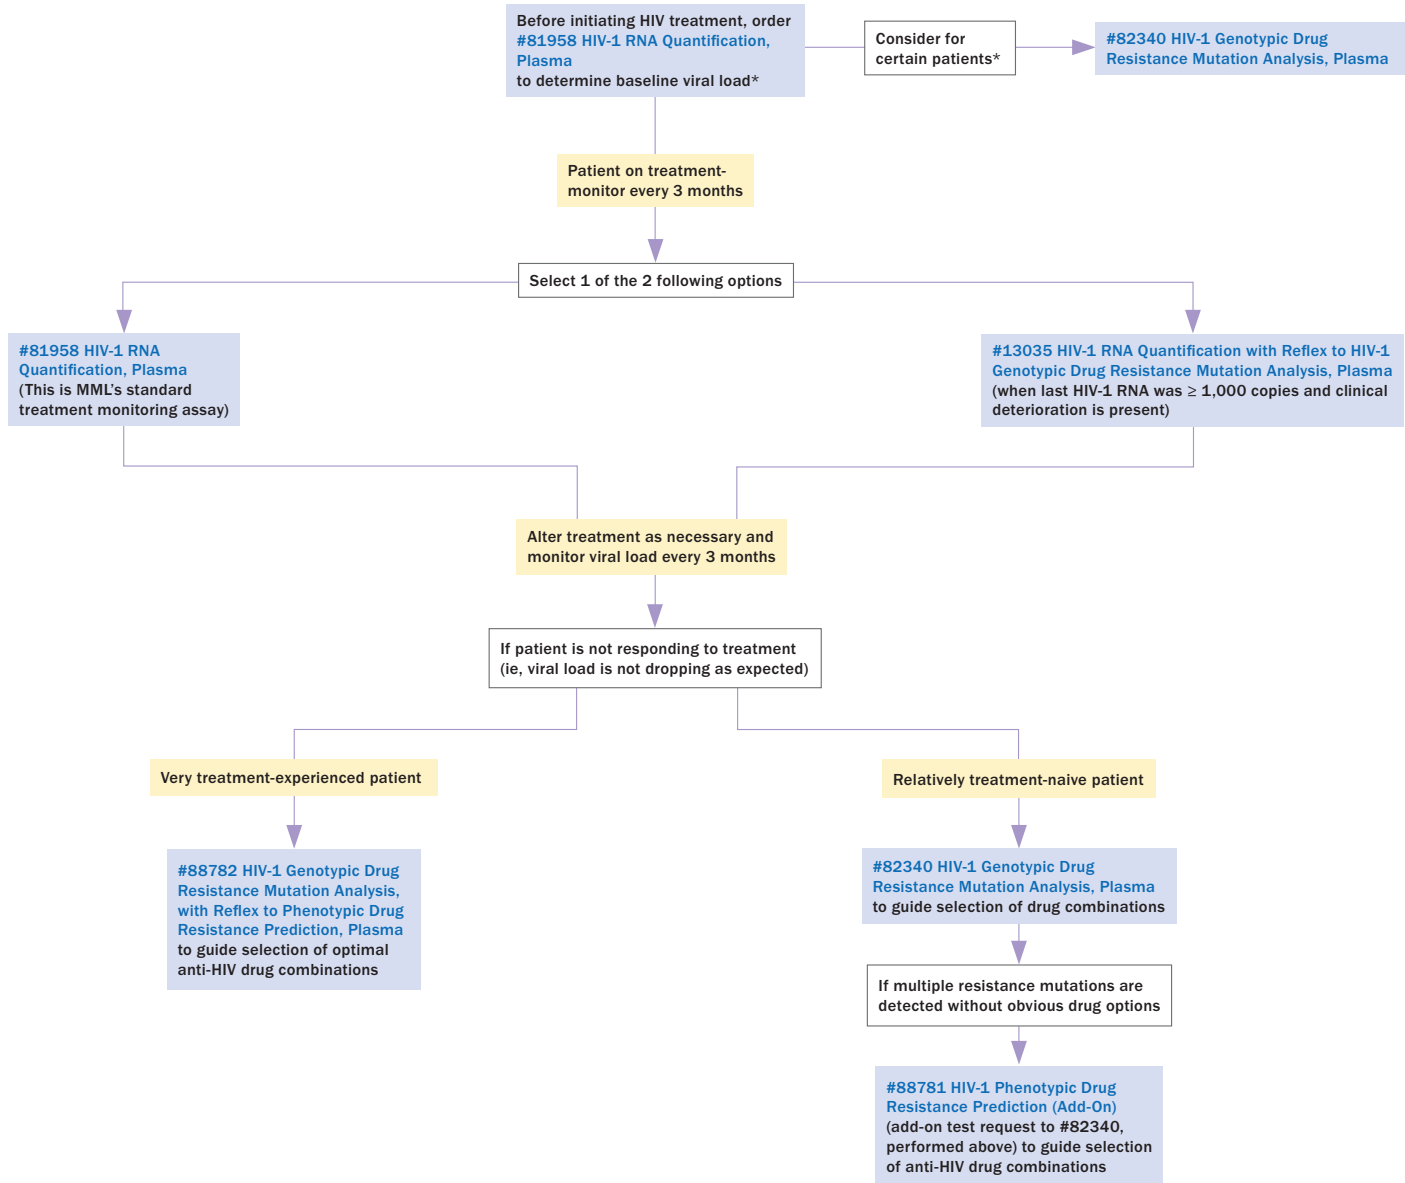 Before initiating HIV treatment, order
#81958 HIV-1 RNA Quantification,
Plasma
to determine baseline viral load*
Consider for
certain patients*
#82340 HIV-1 Genotypic Drug
Resistance Mutation Analysis, Plasma
Patient on treatment-
monitor every 3 months
Select 1 of the 2 following options
#81958 HIV-1 RNA
Quantification, Plasma
(This is MML's standard
treatment monitoring assay)
#13035 HIV-1 RNA Quantification with Reflex to HIV-1
Genotypic Drug Resistance Mutation Analysis, Plasma
(when last HIV-1 RNA was ≥ 1,000 copies and clinical
deterioration is present)
Alter treatment as necessary and
monitor viral load every 3 months
If patient is not responding to treatment
(ie, viral load is not dropping as expected)
Very treatment-experienced patient
#88782 HIV-1 Genotypic Drug
Resistance Mutation Analysis,
with Reflex to Phenotypic Drug
Resistance Prediction, Plasma
to guide selection of optimal
anti-HIV drug combinations
Relatively treatment-naive patient
#82340 HIV-1 Genotypic Drug
Resistance Mutation Analysis, Plasma
to guide selection of drug combinations
If multiple resistance mutations are
detected without obvious drug options
#88781 HIV-1 Phenotypic Drug
Resistance Prediction (Add-On)
(add-on test request to #82340,
performed above) to guide selection
of anti-HIV drug combinations